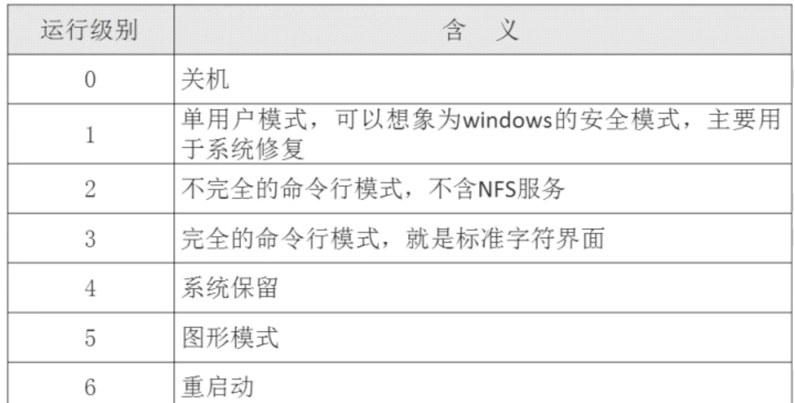 运行级别 含 义
0 关机
1 单用户模式，可以想象为windows的安全模式，主要用
于系统修复
2 不完全的命令行模式，不含NFS服务
3 完全的命令行模式，就是标准字符界面
4 系统保留
5 图形模式
6 重启动